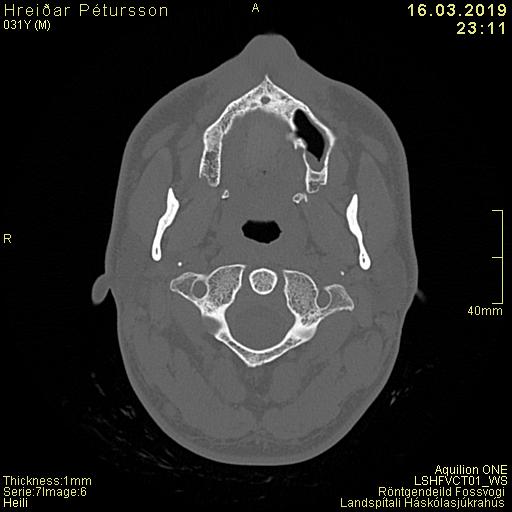 Hreiðar Pétursson
031Y (M)
A
16.03.2019
23:11
R
40mm
Thickness:1mm
Serie:7Image:6
Heili
Aquilion ONE
LSHFVCT01_WS
Röntgendeild Fossvogi
Landspítali Háskólasjúkrahús